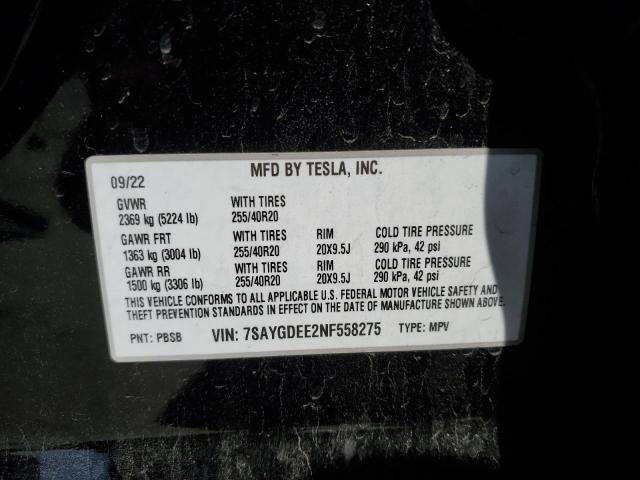 MFD BY TESLA, INC.
09/22
GVWR WITH TIRES
2369 kg (5224 lb) 255/40R20
GAWR FRT WITH TIRES RIM COLD TIRE PRESSURE
1363 kg (3004 lb) 255/40R20 20X9.5J 290 kPa, 42 psi
GAWR RR WITH TIRES RIM COLD TIRE PRESSURE
1500 kg (3306 lb) 255/40R20 20X9.5J 290 kPa, 42 psi
THIS VEHICLE CONFORMS TO ALL APPLICABLE U.S. FEDERAL MOTOR VEHICLE SAFETY AND
THEFT PREVENTION STANDARDS IN EFFECT ON THE DATE OF MANUFACTURE SHOWN ABOVE.
PNT: PBSB VIN: 7SAYGDEE2NF558275 TYPE: MPV